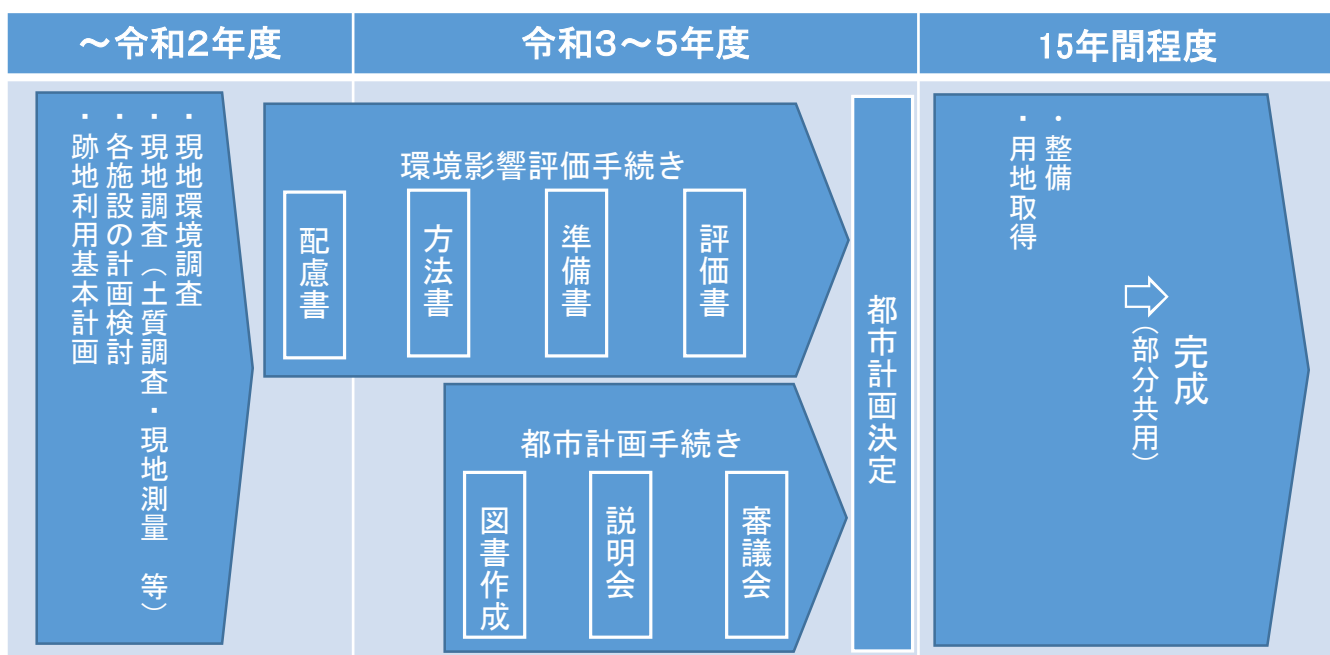 ～令和2年度
令和3～5年度
15年間程度
・現地環境調査
・現地調査（土質調査・現地測量　等）
・各施設の計画検討
・跡地利用基本計画
環境影響評価手続き
配慮書
方法書
準備書
評価書
都市計画手続き
図書作成
説明会
審議会
都市計画決定
・整備
・用地取得
⇨
完成
（部分共用）